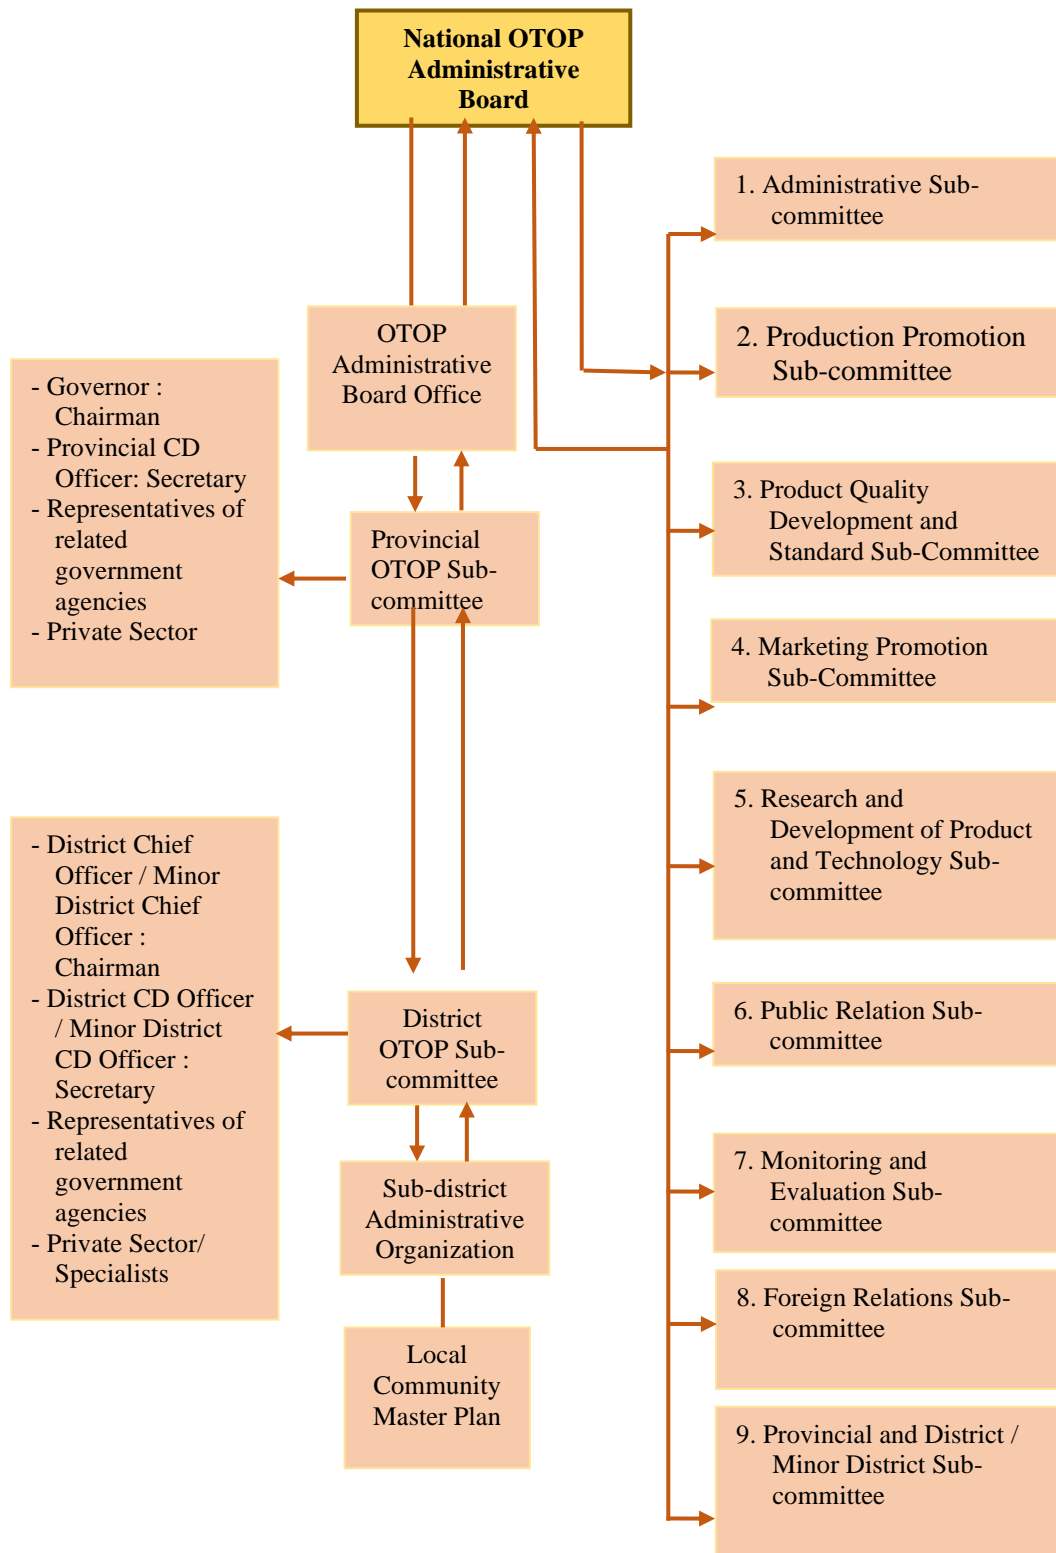 National OTOP
Administrative
Board
OTOP
Administrative
Board Office
- Governor :
Chairman
- Provincial CD
Officer: Secretary
- Representatives of
related
government
agencies
- Private Sector
Provincial
OTOP Sub-
committee
- District Chief
Officer / Minor
District Chief
Officer :
Chairman
- District CD Officer
/ Minor District
CD Officer :
Secretary
- Representatives of
related
government
agencies
- Private Sector/
Specialists
District
OTOP Sub-
committee
Sub-district
Administrative
Organization
Local
Community
Master Plan
1. Administrative Sub-
committee
2. Production Promotion
Sub-committee
3. Product Quality
Development and
Standard Sub-Committee
4. Marketing Promotion
Sub-Committee
5. Research and
Development of Product
and Technology Sub-
committee
6. Public Relation Sub-
committee
7. Monitoring and
Evaluation Sub-
committee
8. Foreign Relations Sub-
committee
9. Provincial and District /
Minor District Sub-
committee